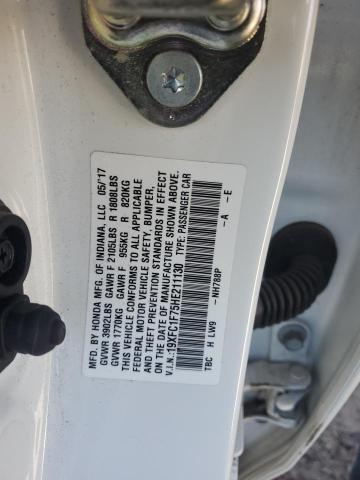 MFD. BY HONDA MFG. OF INDIANA, LLC 05/'17
GVWR 3902LBS GAWR F 2105LBS R 1808LBS
GVWR 1770KG GAWR F 955KG R 820KG
THIS VEHICLE CONFORMS TO ALL APPLICABLE
FEDERAL MOTOR VEHICLE SAFETY, BUMPER,
AND THEFT PREVENTION STANDARDS IN EFFECT
ON THE DATE OF MANUFACTURE SHOWN ABOVE.
V.I.N.:19XFC1F75HE211130 TYPE: PASSENGER CAR
-NH788P -A -E
TBC H LW9